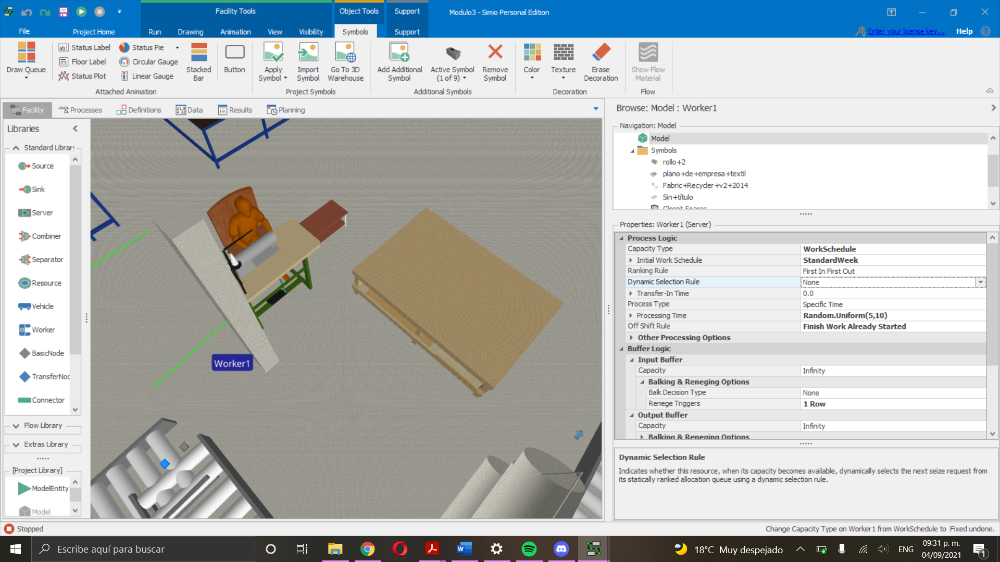 Facility Tools
Object Tools
Support
Modulo3 - Simio Personal Edition
File
Project Home
Run
Drawing
Animation
View
Visibility
Symbols
Support
Enter your license key...
Help
Draw Queue
Status Label
Floor Label
Status Plot
Status Pie
Circular Gauge
Linear Gauge
Stacked Bar
Button
Apply Symbol
Import Symbol
Go To 3D Warehouse
Add Additional Symbol
Active Symbol (1 of 9)
Remove Symbol
Color
Texture
Erase Decoration
Show Flow Material
Attached Animation
Project Symbols
Additional Symbols
Decoration
Flow
Facility
Processes
Definitions
Data
Results
Planning
Libraries
Standard Library
Source
Sink
Server
Combiner
Separator
Resource
Vehicle
Worker
BasicNode
TransferNod
Connector
Flow Library
Extras Library
[Project Library]
ModelEntity
Model
Worker1
Browse: Model : Worker1
Navigation: Model
Model
Symbols
rollo+2
plano+de+empresa+textil
Fabric+Recycler+v2+2014
Sin+título
Closet Soares
Properties: Worker1 (Server)
Process Logic
Capacity Type WorkSchedule
Initial Work Schedule StandardWeek
Ranking Rule First In First Out
Dynamic Selection Rule None
Transfer-In Time 0.0
Process Type Specific Time
Processing Time Random.Uniform(5,10)
Off Shift Rule Finish Work Already Started
Other Processing Options
Buffer Logic
Input Buffer
Capacity Infinity
Balking & Reneging Options
Balk Decision Type None
Renege Triggers 1 Row
Output Buffer
Capacity Infinity
Balking & Reneging Options
Dynamic Selection Rule
Indicates whether this resource, when its capacity becomes available, dynamically selects the next seize request from
its statically ranked allocation queue using a dynamic selection rule.
Stopped
Change Capacity Type on Worker1 from WorkSchedule to Fixed undone.
Escribe aquí para buscar
18°C Muy despejado
ENG
09:31 p. m.
04/09/2021
1